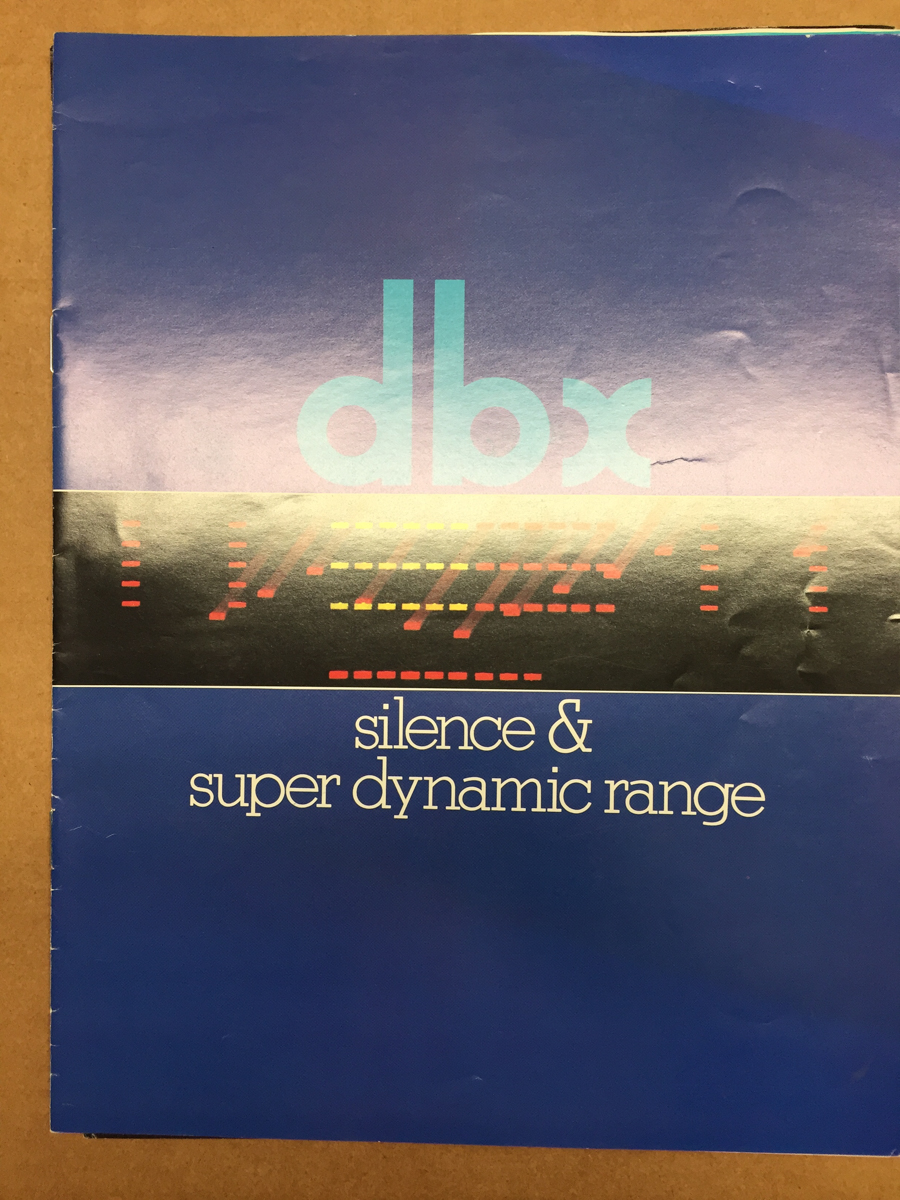 dbx
silence &
super dynamic range